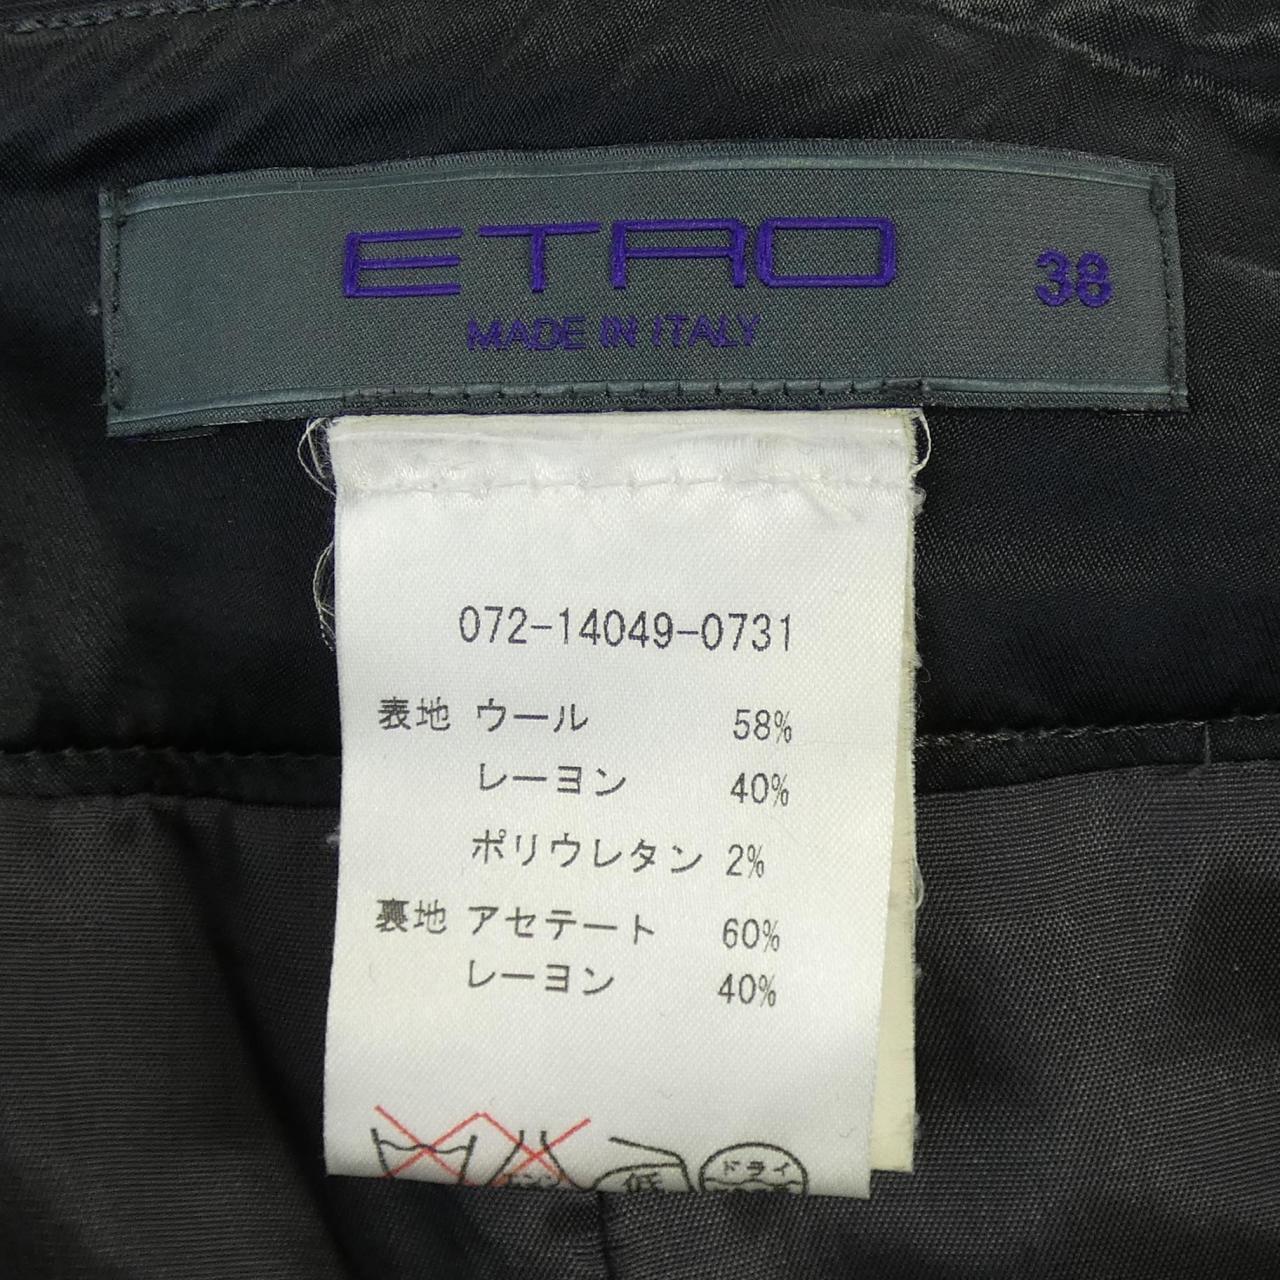 ETRO 38
MADE IN ITALY
072-14049-0731
表地 ウール 58%
レーヨン 40%
ポリウレタン 2%
裏地 アセテート 60%
レーヨン 40%
低 ドライ